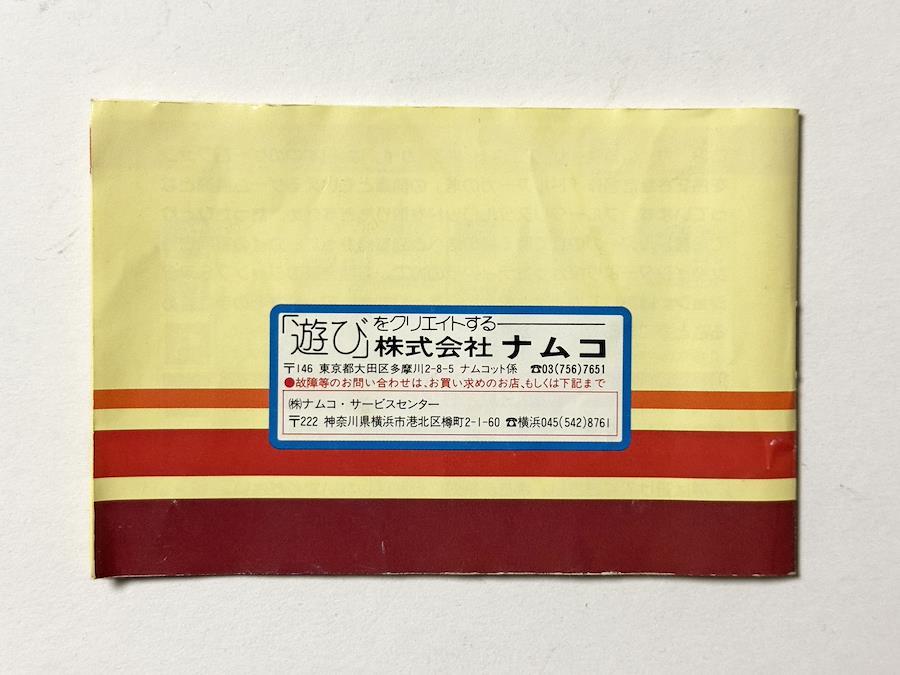 「遊び」をクリエイトする
株式会社 ナムコ
〒146 東京都大田区多摩川2-8-5 ナムコット係 ☎03(756)7651
●故障等のお問い合わせは、お買い求めのお店、もしくは下記まで
㈱ナムコ・サービスセンター
〒222 神奈川県横浜市港北区樽町2-1-60 ☎横浜045(542)8761